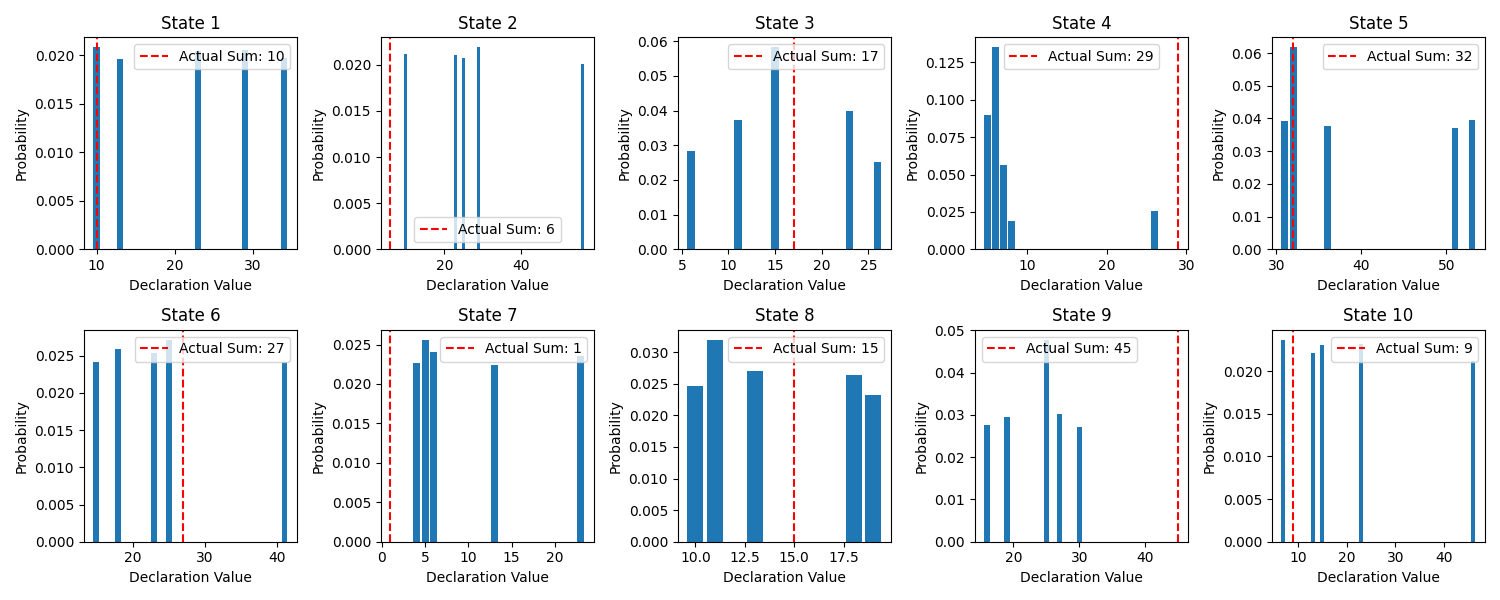 State 1
Probability
0.020
0.015
0.010
0.005
0.000
Actual Sum: 10
10 20 30
Declaration Value
State 2
Probability
0.020
0.015
0.010
0.005
0.000
Actual Sum: 6
20 40
Declaration Value
State 3
Probability
0.06
0.05
0.04
0.03
0.02
0.01
0.00
Actual Sum: 17
5 10 15 20 25
Declaration Value
State 4
Probability
0.125
0.100
0.075
0.050
0.025
0.000
Actual Sum: 29
10 20 30
Declaration Value
State 5
Probability
0.06
0.05
0.04
0.03
0.02
0.01
0.00
Actual Sum: 32
30 40 50
Declaration Value
State 6
Probability
0.025
0.020
0.015
0.010
0.005
0.000
Actual Sum: 27
20 30 40
Declaration Value
State 7
Probability
0.025
0.020
0.015
0.010
0.005
0.000
Actual Sum: 1
0 5 10 15 20
Declaration Value
State 8
Probability
0.030
0.025
0.020
0.015
0.010
0.005
0.000
Actual Sum: 15
10.0 12.5 15.0 17.5
Declaration Value
State 9
Probability
0.05
0.04
0.03
0.02
0.01
0.00
Actual Sum: 45
20 30 40
Declaration Value
State 10
Probability
0.020
0.015
0.010
0.005
0.000
Actual Sum: 9
10 20 30 40
Declaration Value